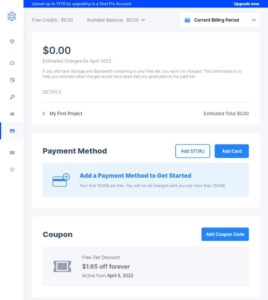 Upload up to 75TB by upgrading to a Storj Pro Account.
Upgrade now.
Free Credits: $0.00
Available Balance: $0.00
Current Billing Period
$0.00
Estimated Charges for April 2023
If you still have Storage and Bandwidth remaining in your free tier, you won't be charged. This information is to
help you estimate what charges would have been had you graduated to the paid tier.
DETAILS
My First Project
Estimated Total $0.00
Payment Method
Add STORJ
Add Card
Add a Payment Method to Get Started
Your first 150GB are free. You will not be charged until you use more than 150GB.
Coupon
Add Coupon Code
Free Tier Discount
$1.65 off forever
Active from April 5, 2022